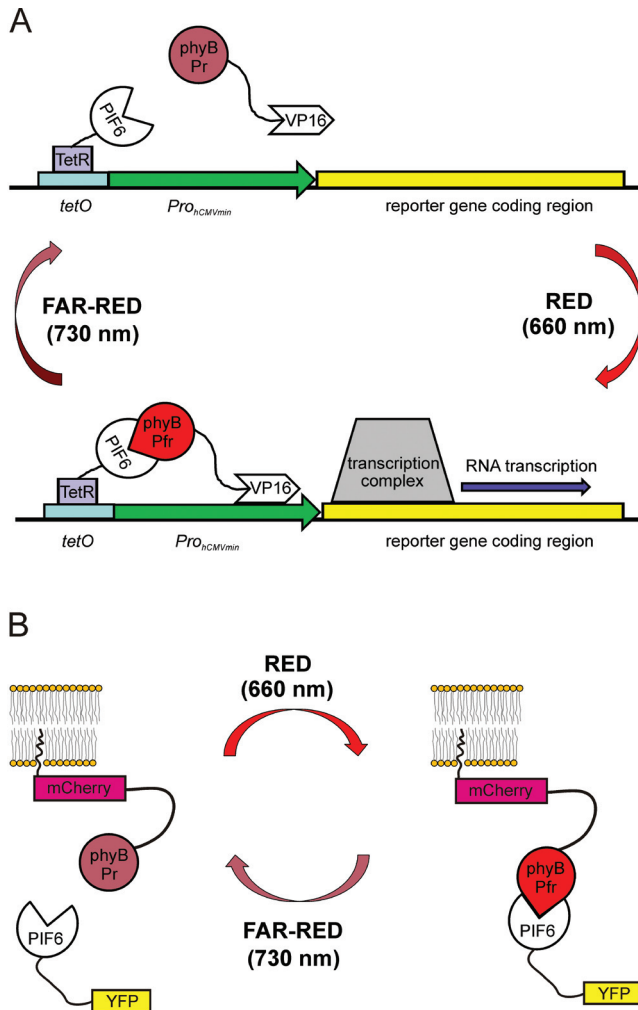 A
phyB
Pr
PIF6
VP16
TetR
tetO
Pro_hCMVmin
reporter gene coding region
FAR-RED
(730 nm)
RED
(660 nm)
phyB
Pfr
PIF6
TetR
VP16
transcription
complex
RNA transcription
tetO
Pro_hCMVmin
reporter gene coding region
B
RED
(660 nm)
mCherry
phyB
Pr
PIF6
YFP
FAR-RED
(730 nm)
mCherry
phyB
Pfr
PIF6
YFP